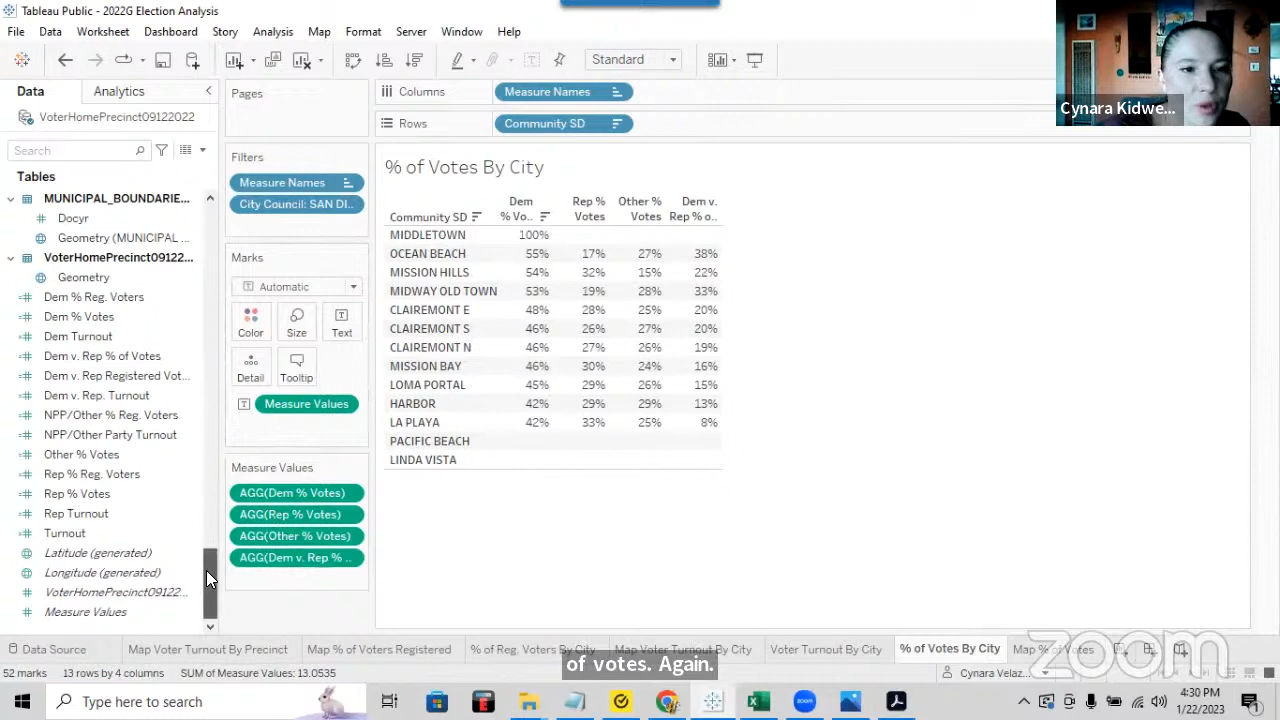 Tableau Public - 2022G Election Analysis
File Data Worksheet Dashboard Story Analysis Map Format Server Window Help
Standard
Cynara Kidwe...
Data Analytics
VoterHomePrecinct09122022
Search
Tables
MUNICIPAL_BOUNDARIE...
Docyr
Geometry (MUNICIPAL ...
VoterHomePrecinct09122...
Geometry
Dem % Reg. Voters
Dem % Votes
Dem Turnout
Dem v. Rep % of Votes
Dem v. Rep Registered Vot...
Dem v. Rep. Turnout
NPP/Other % Reg. Voters
NPP/Other Party Turnout
Other % Votes
Rep % Reg. Voters
Rep % Votes
Rep Turnout
Turnout
Latitude (generated)
Longitude (generated)
VoterHomePrecinct09122...
Measure Values
Pages
Filters
Measure Names
City Council: SAN DI..
Marks
Automatic
Color Size Text
Detail Tooltip
Measure Values
Measure Values
AGG(Dem % Votes)
AGG(Rep % Votes)
AGG(Other % Votes)
AGG(Dem v. Rep % ..
Columns Measure Names
Rows Community SD
% of Votes By City
Dem Rep % Other % Dem v.
Community SD % Vo.. Votes Votes Rep % o..
MIDDLETOWN 100%
OCEAN BEACH 55% 17% 27% 38%
MISSION HILLS 54% 32% 15% 22%
MIDWAY OLD TOWN 53% 19% 28% 33%
CLAIREMONT E 48% 28% 25% 20%
CLAIREMONT S 46% 26% 27% 20%
CLAIREMONT N 46% 27% 26% 19%
MISSION BAY 46% 30% 24% 16%
LOMA PORTAL 45% 29% 26% 15%
HARBOR 42% 29% 29% 13%
LA PLAYA 42% 33% 25% 8%
PACIFIC BEACH
LINDA VISTA
Data Source Map Voter Turnout By Precinct Map % of Voters Registered % of Reg. Voters By City Map Voter Turnout By City Voter Turnout By City % of Votes By City Map % of Votes
of votes. Again.
zoom
52 marks 13 rows by 4 columns SUM of Measure Values: 13.0535 Cynara Velaz...
Type here to search
4:30 PM
1/22/2023